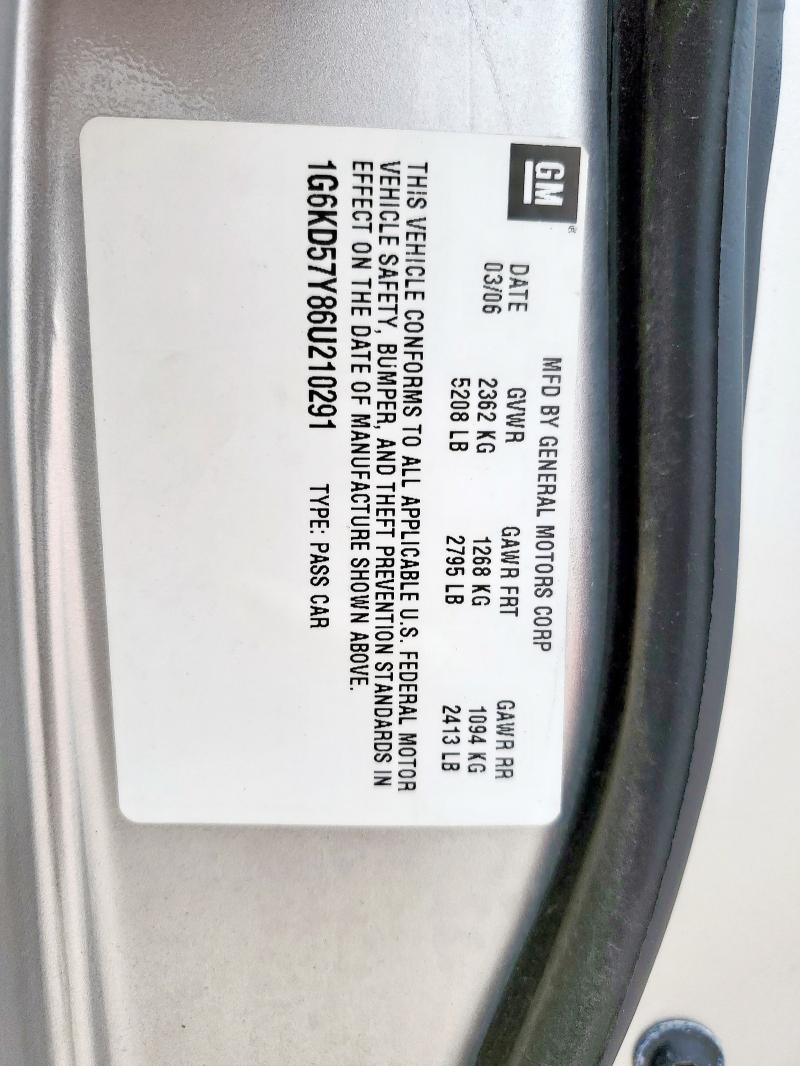 GM
MFD BY GENERAL MOTORS CORP
DATE GVWR GAWR FRT GAWR RR
03/06 2362 KG 1268 KG 1094 KG
5208 LB 2795 LB 2413 LB
THIS VEHICLE CONFORMS TO ALL APPLICABLE U.S. FEDERAL MOTOR
VEHICLE SAFETY, BUMPER, AND THEFT PREVENTION STANDARDS IN
EFFECT ON THE DATE OF MANUFACTURE SHOWN ABOVE.
1G6KD57Y86U210291 TYPE: PASS CAR